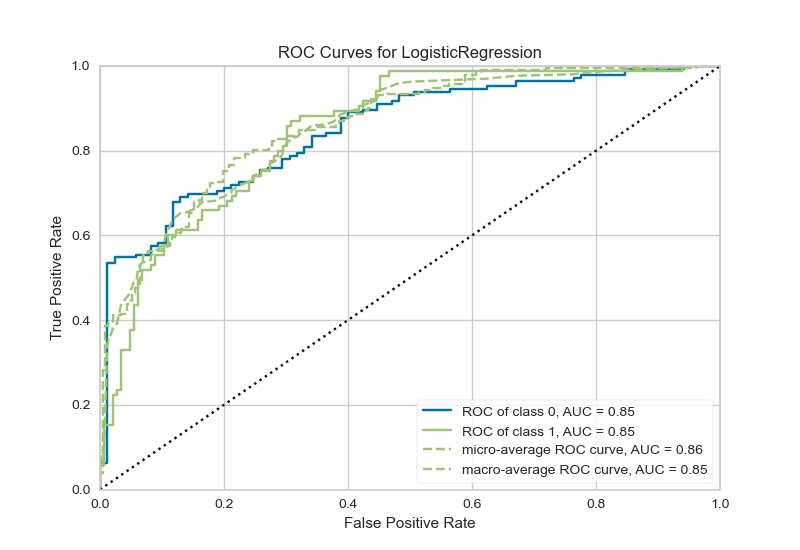 ROC Curves for LogisticRegression
1.0
0.8
0.6
0.4
0.2
0.0
True Positive Rate
ROC of class 0, AUC = 0.85
ROC of class 1, AUC = 0.85
micro-average ROC curve, AUC = 0.86
macro-average ROC curve, AUC = 0.85
0.0 0.2 0.4 0.6 0.8 1.0
False Positive Rate